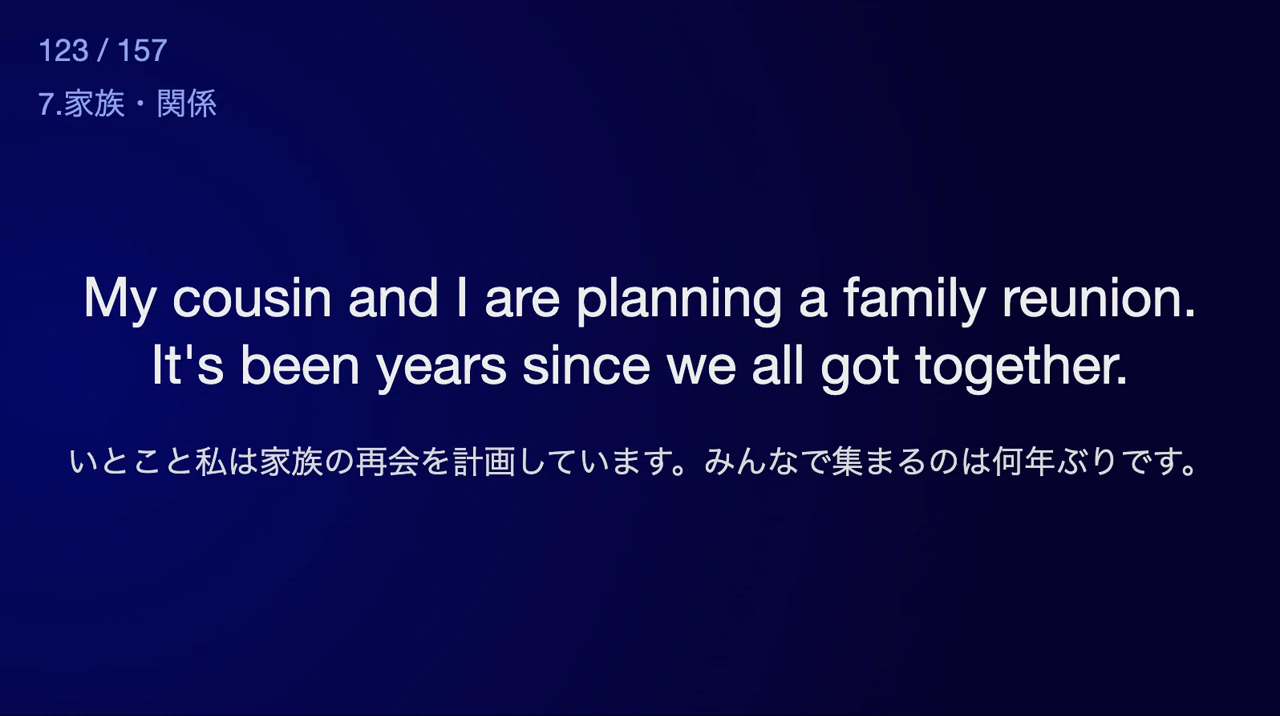 123 / 157
7.家族・関係
My cousin and I are planning a family reunion.
It's been years since we all got together.
いとこと私は家族の再会を計画しています。みんなで集まるのは何年ぶりです。